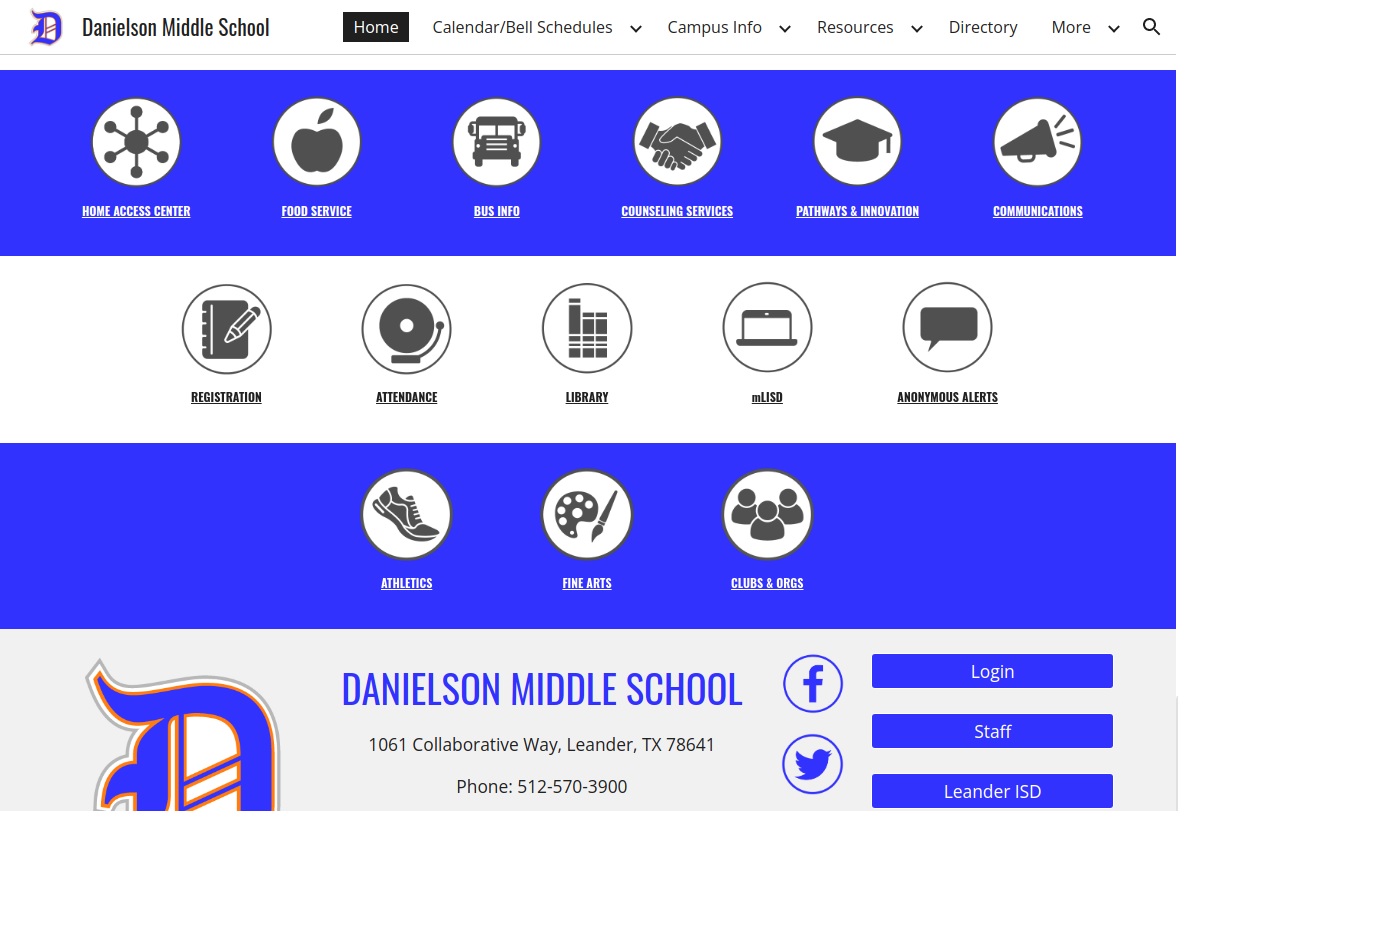 Danielson Middle School
Home
Calendar/Bell Schedules
Campus Info
Resources
Directory
More
HOME ACCESS CENTER
FOOD SERVICE
BUS INFO
COUNSELING SERVICES
PATHWAYS & INNOVATION
COMMUNICATIONS
REGISTRATION
ATTENDANCE
LIBRARY
mLISD
ANONYMOUS ALERTS
ATHLETICS
FINE ARTS
CLUBS & ORGS
DANIELSON MIDDLE SCHOOL
1061 Collaborative Way, Leander, TX 78641
Phone: 512-570-3900
Login
Staff
Leander ISD